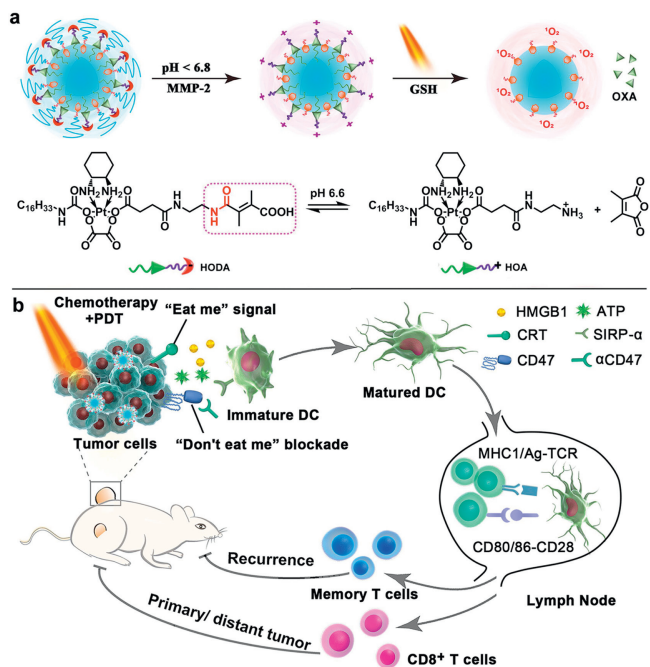 a
pH < 6.8
MMP-2
GSH
¹O₂
¹O₂
¹O₂
¹O₂
¹O₂
¹O₂
OXA
C₁₆H₃₃
O
N
H
NH₂
NH₂
O
Pt
O
O
O
O
O
O
H
N
O
N
H
O
COOH
pH 6.6
C₁₆H₃₃
O
N
H
NH₂
NH₂
O
Pt
O
O
O
O
O
O
H
N
O
NH₃
+
+
O
O
O
HODA
HOA
b
Chemotherapy
+PDT
“Eat me” signal
HMGB1
ATP
CRT
SIRP-α
CD47
αCD47
Immature DC
Matured DC
Tumor cells
“Don't eat me” blockade
MHC1/Ag-TCR
CD80/86-CD28
Recurrence
Memory T cells
Lymph Node
Primary/ distant tumor
CD8⁺ T cells